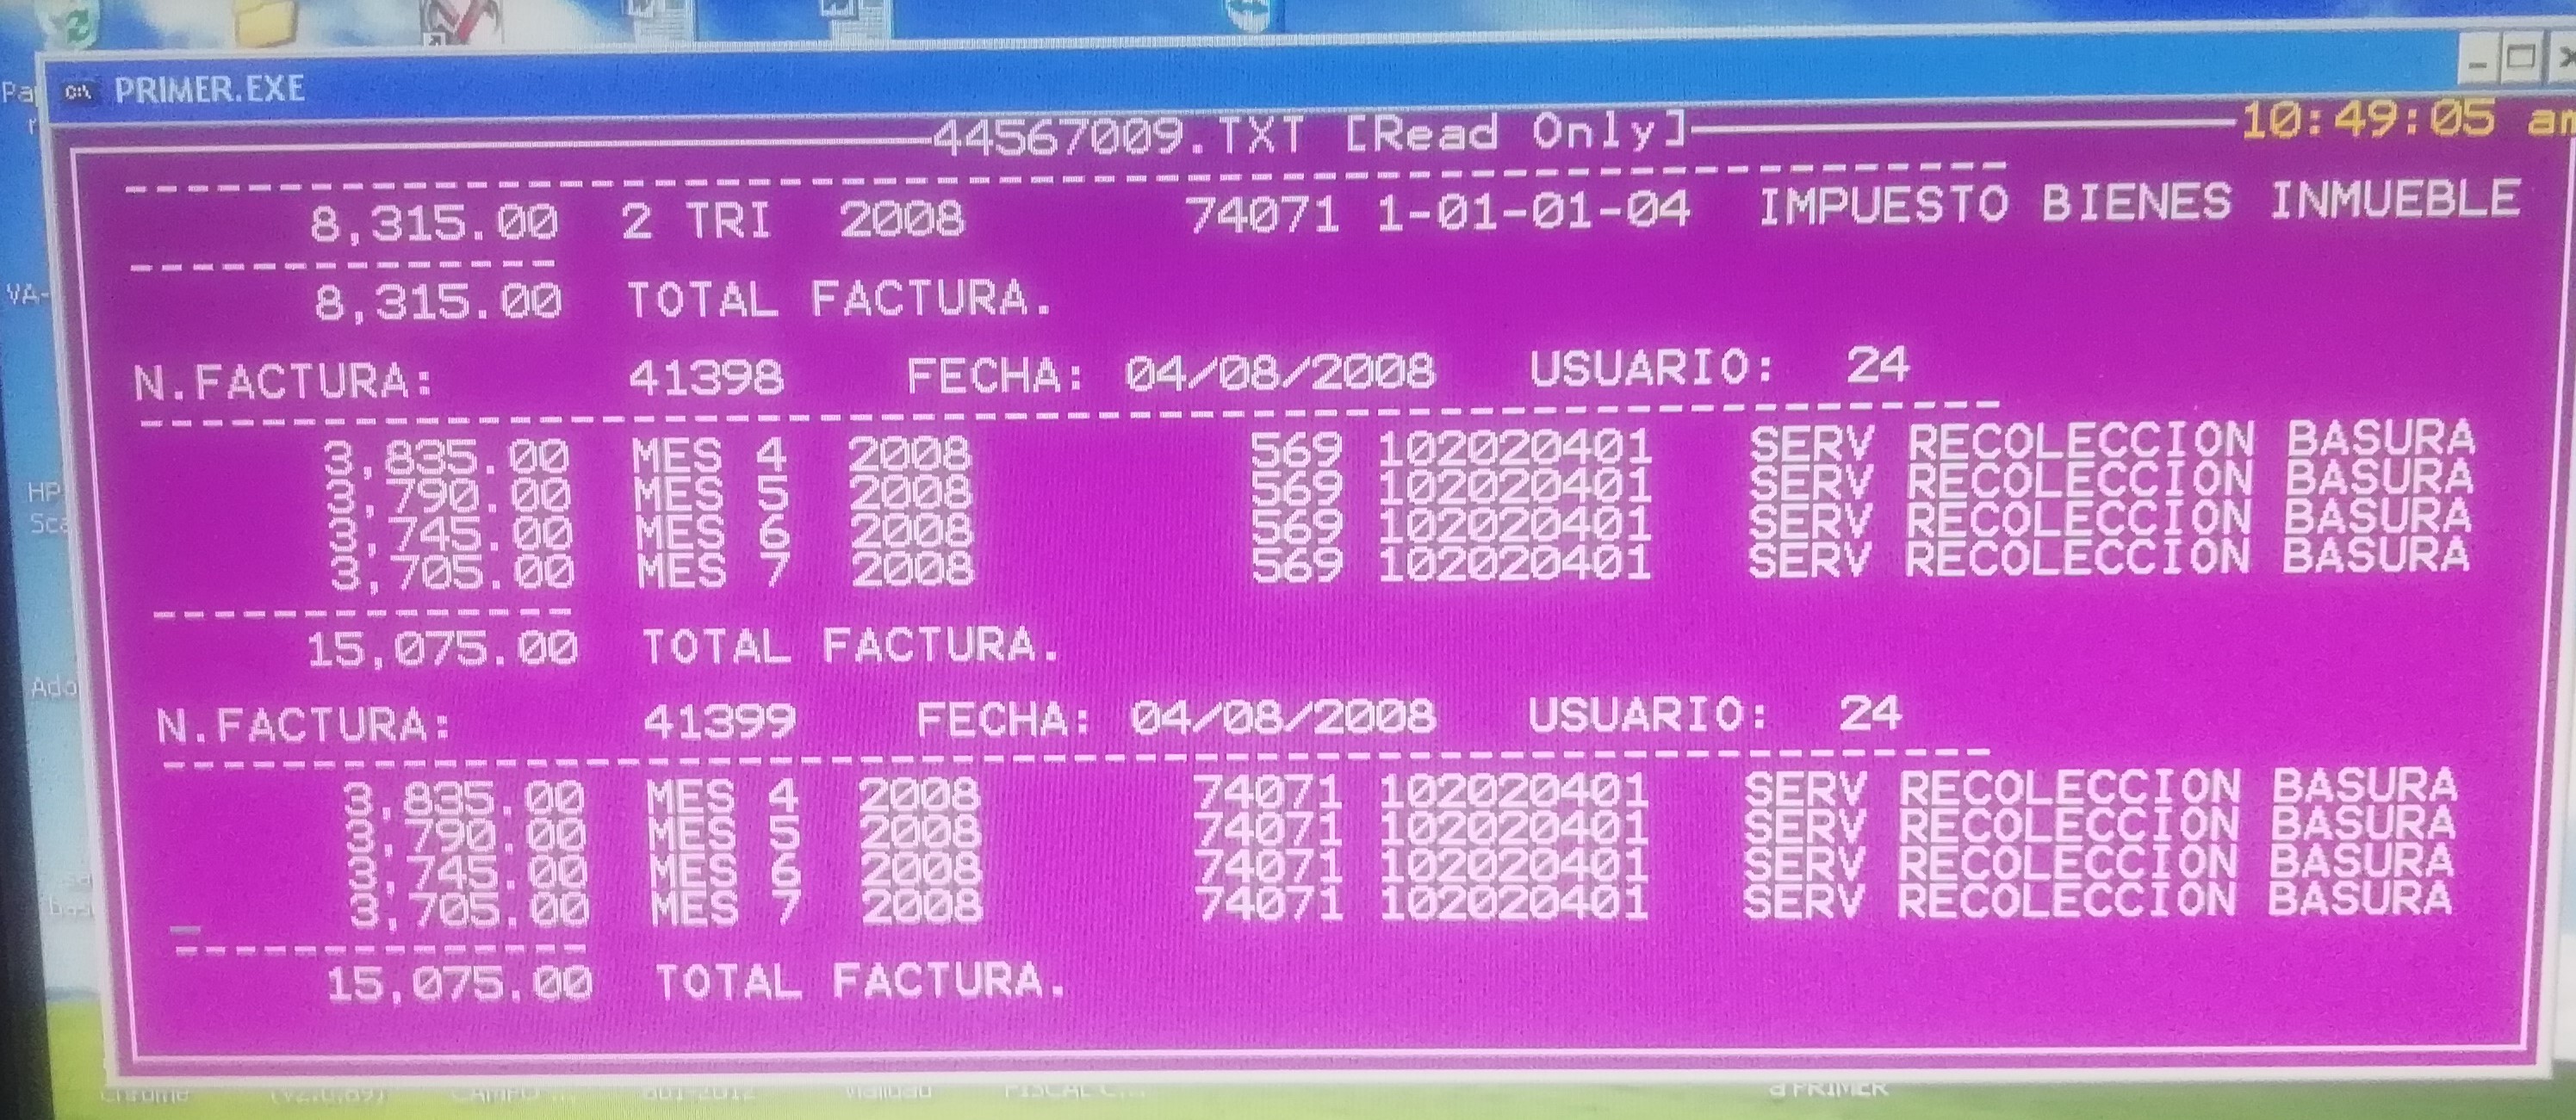 PRIMER.EXE
44567009.TXT [Read Only] 10:49:05 am
8,315.00 2 TRI 2008 74071 1-01-01-04 IMPUESTO BIENES INMUEBLE
8,315.00 TOTAL FACTURA.
N.FACTURA: 41398 FECHA: 04/08/2008 USUARIO: 24
3,835.00 MES 4 2008 569 102020401 SERV RECOLECCION BASURA
3,790.00 MES 5 2008 569 102020401 SERV RECOLECCION BASURA
3,745.00 MES 6 2008 569 102020401 SERV RECOLECCION BASURA
3,705.00 MES 7 2008 569 102020401 SERV RECOLECCION BASURA
15,075.00 TOTAL FACTURA.
N.FACTURA: 41399 FECHA: 04/08/2008 USUARIO: 24
3,835.00 MES 4 2008 74071 102020401 SERV RECOLECCION BASURA
3,790.00 MES 5 2008 74071 102020401 SERV RECOLECCION BASURA
3,745.00 MES 6 2008 74071 102020401 SERV RECOLECCION BASURA
3,705.00 MES 7 2008 74071 102020401 SERV RECOLECCION BASURA
15,075.00 TOTAL FACTURA.
a PRIMER